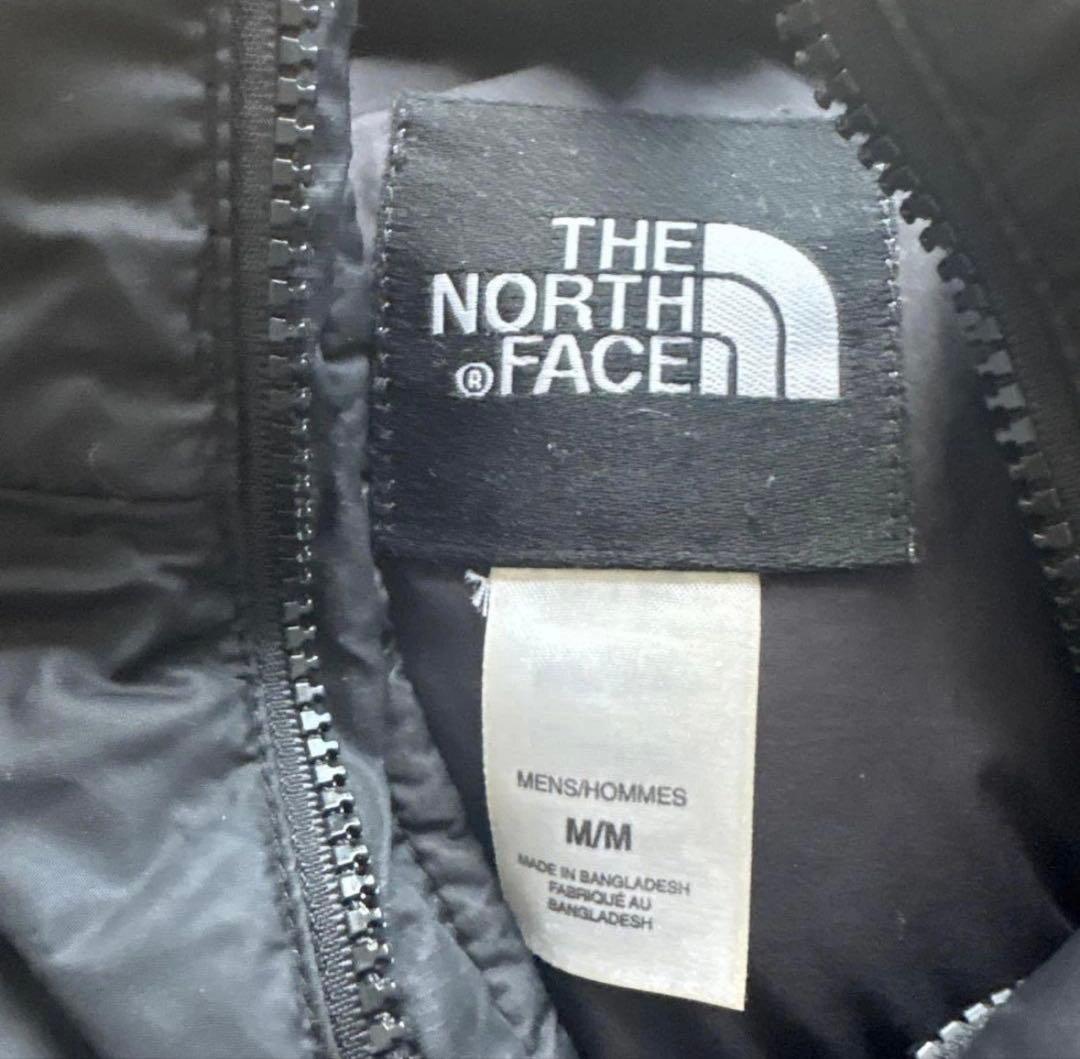 THE
NORTH
®FACE
MENS/HOMMES
M/M
MADE IN BANGLADESH
FABRIQUÉ AU
BANGLADESH